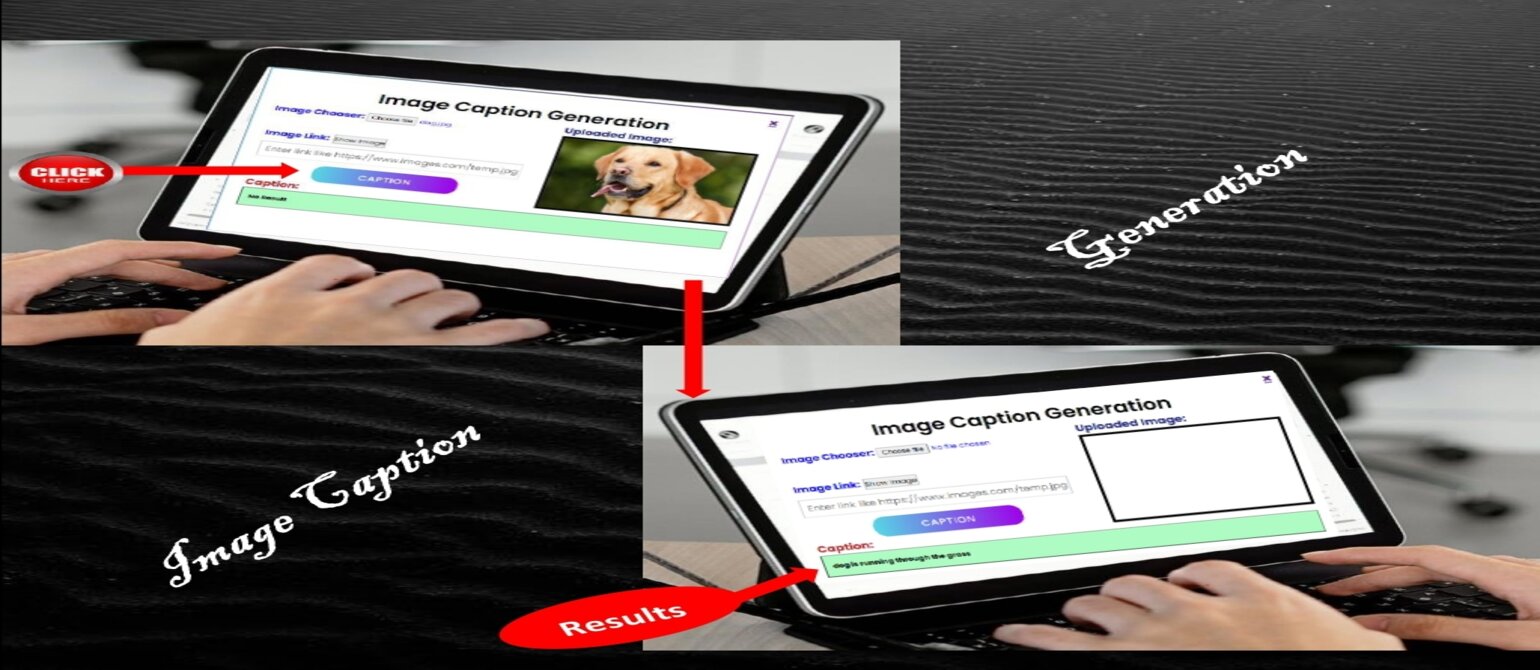 Image Caption Generation
Image Chooser: Choose file dog.jpg
Uploaded Image:
Image Link: Show Image
Enter link like https://www.images.com/temp.jpg
CLICK
HERE
CAPTION
Caption:
No Result
Generation
Image Caption
Image Caption Generation
Uploaded Image:
Image Chooser: Choose file No file chosen
Image Link: Show Image
Enter link like https://www.images.com/temp.jpg
CAPTION
Caption:
dog is running through the grass
Results